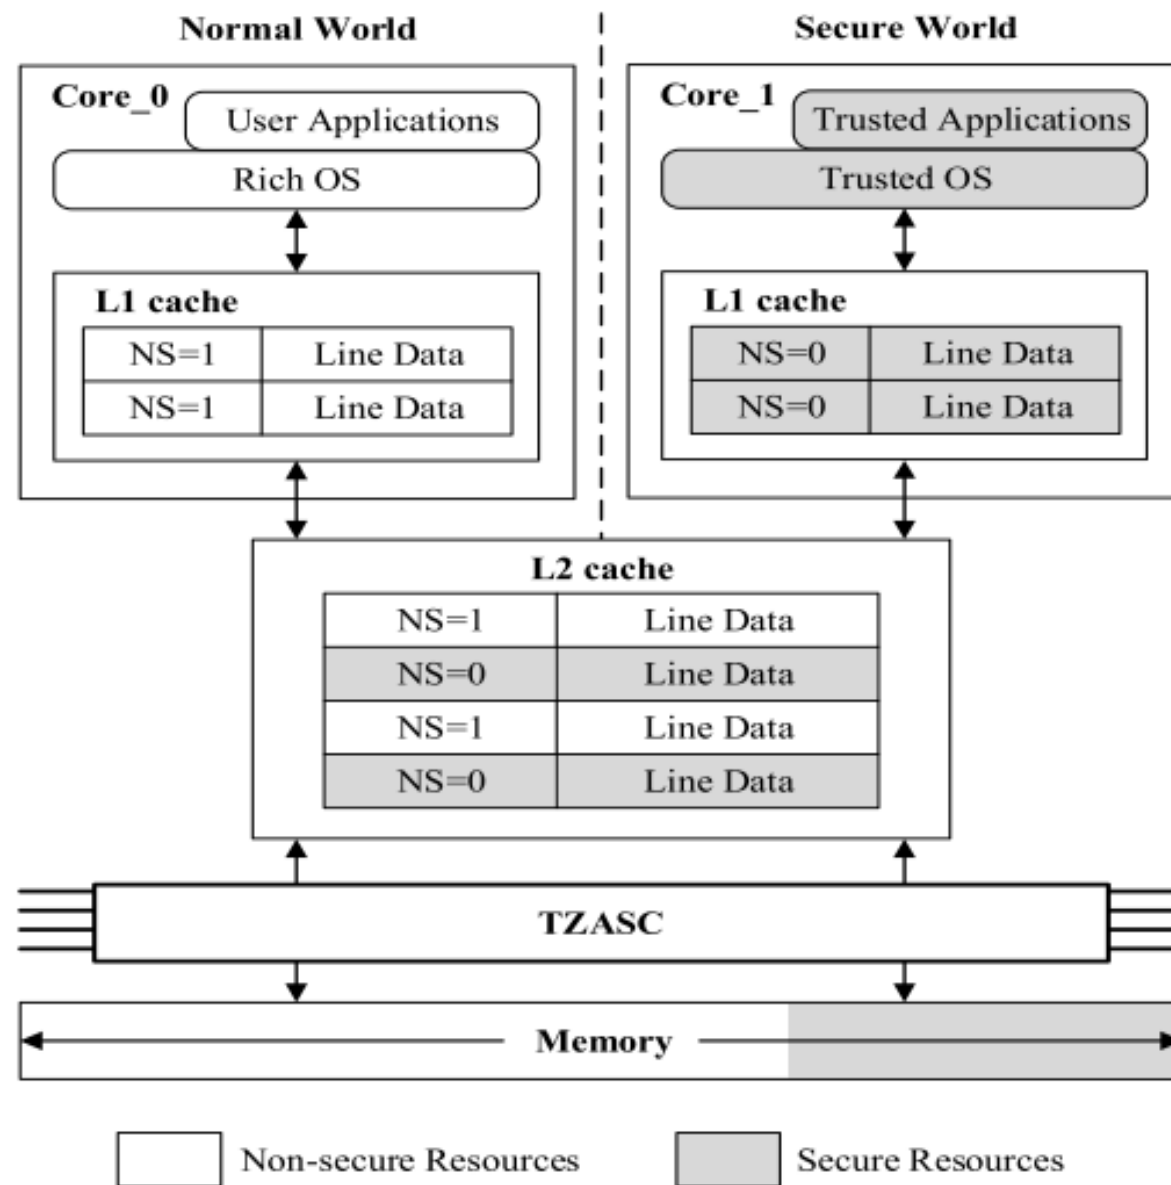 Normal World
Secure World
Core_0
User Applications
Rich OS
L1 cache
NS=1 Line Data
NS=1 Line Data
Core_1
Trusted Applications
Trusted OS
L1 cache
NS=0 Line Data
NS=0 Line Data
L2 cache
NS=1 Line Data
NS=0 Line Data
NS=1 Line Data
NS=0 Line Data
TZASC
Memory
Non-secure Resources
Secure Resources